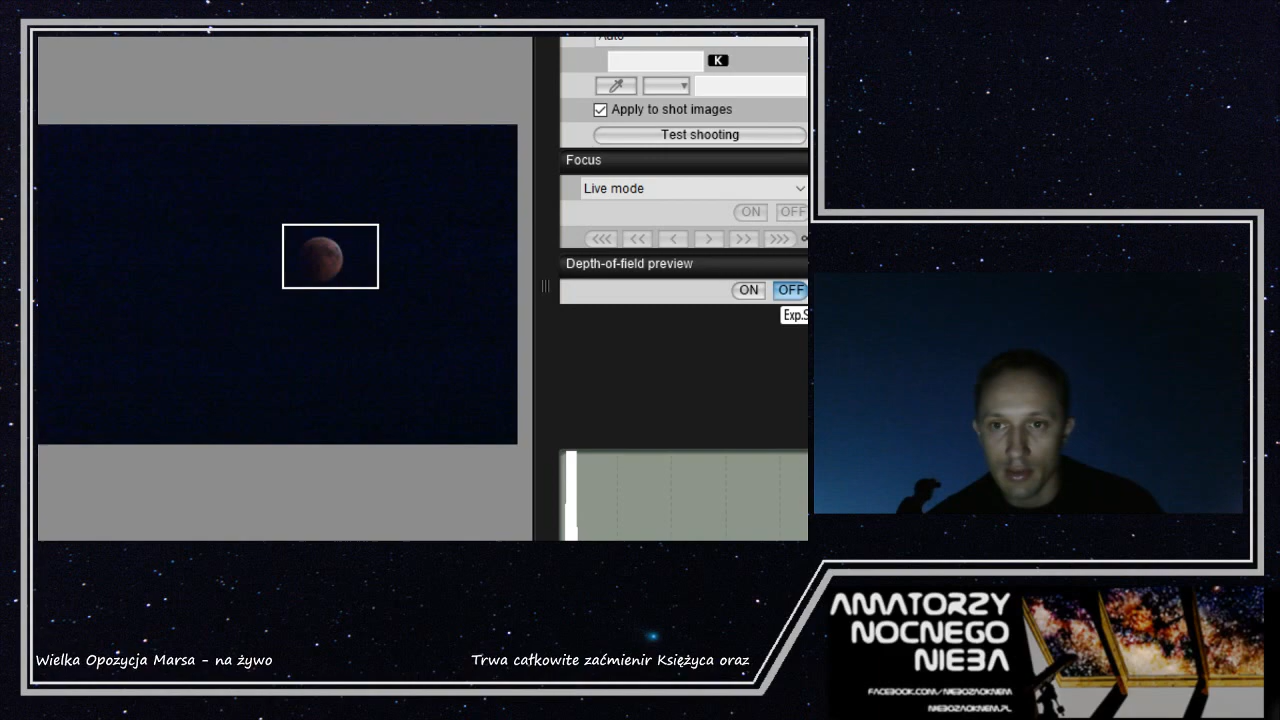 Auto
K
Apply to shot images
Test shooting
Focus
Live mode
ON OFF
Depth-of-field preview
ON OFF
Exp.S
Wielka Opozycja Marsa - na żywo
Trwa całkowite zaćmienir Księżyca oraz
AMATORZY
NOCNEGO
NIEBA
FACEBOOK.COM/NIEBOZAOKNEM
NIEBOZAOKNEM.PL